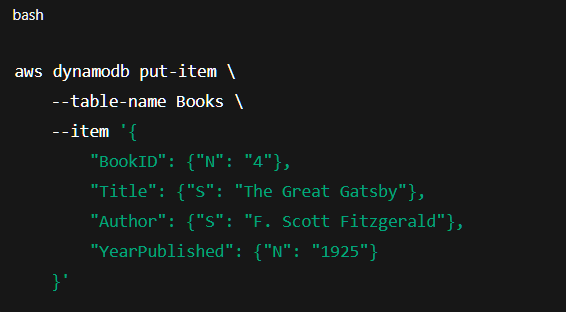 bash
aws dynamodb put-item \
    --table-name Books \
    --item '{
        "BookID": {"N": "4"},
        "Title": {"S": "The Great Gatsby"},
        "Author": {"S": "F. Scott Fitzgerald"},
        "YearPublished": {"N": "1925"}
    }'